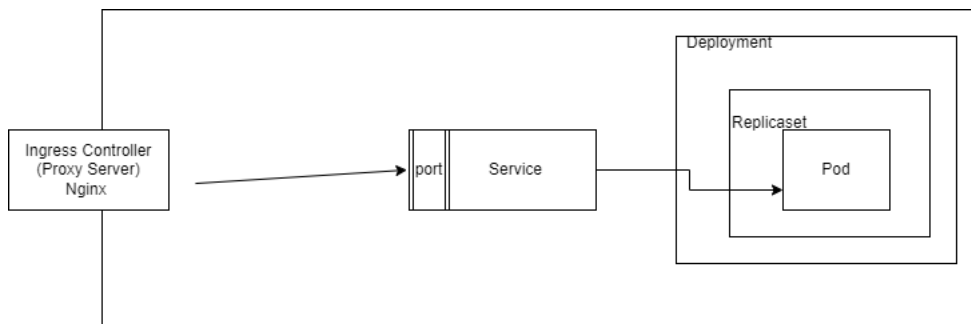 Deployment
Replicaset
Ingress Controller
(Proxy Server)
Nginx
port
Service
Pod